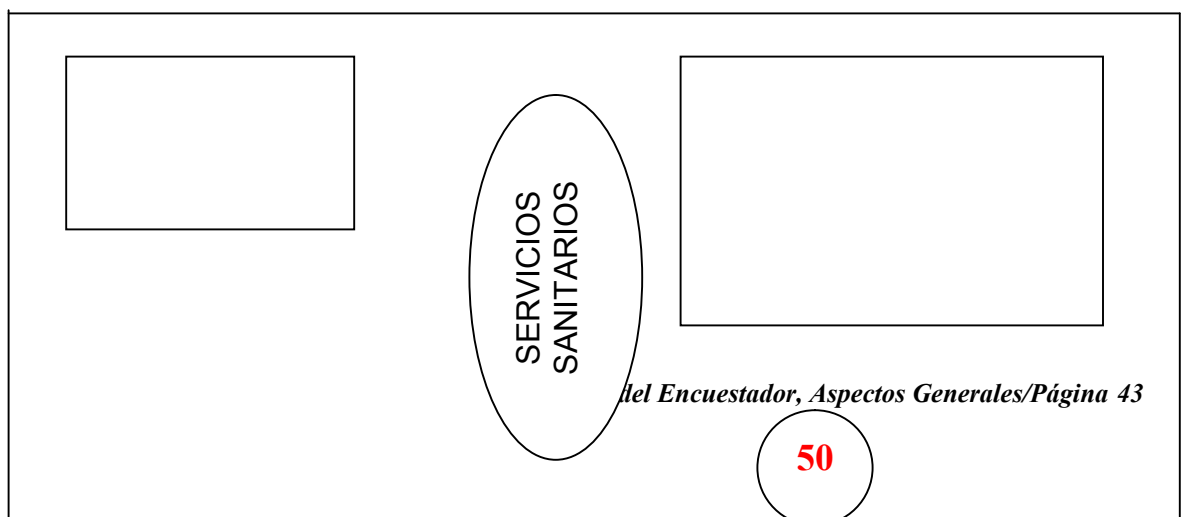 SERVICIOS
SANITARIOS
del Encuestador, Aspectos Generales/Página 43
50